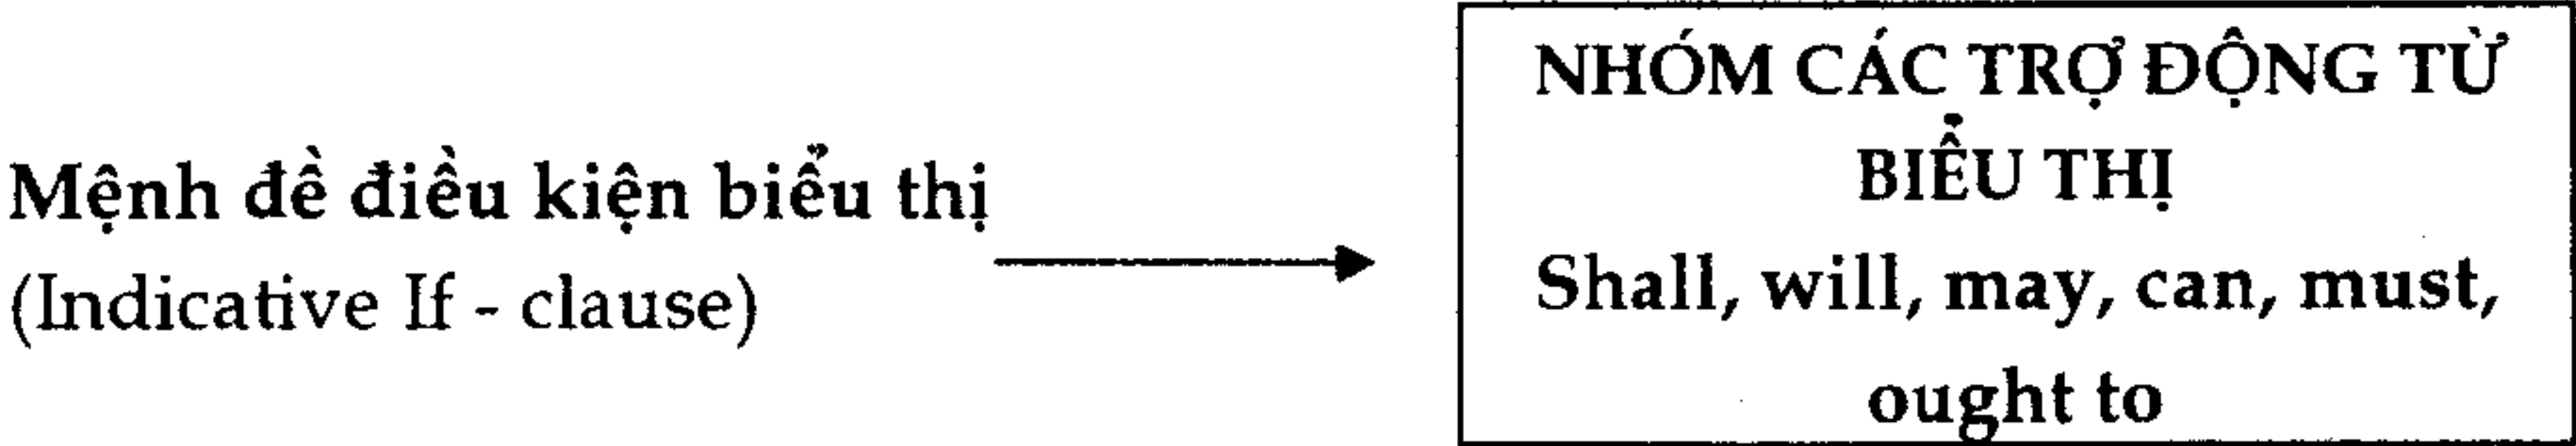 Mệnh đề điều kiện biểu thị
(Indicative If - clause)
NHÓM CÁC TRỢ ĐỘNG TỪ
BIỂU THỊ
Shall, will, may, can, must,
ought to